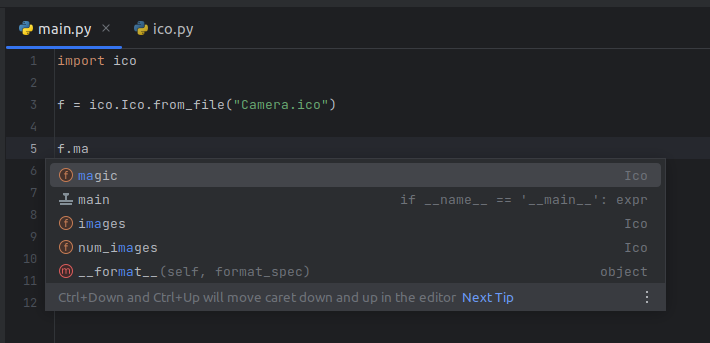 main.py × ico.py
1 import ico
2
3 f = ico.Ico.from_file("Camera.ico")
4
5 f.ma
6 f magic Ico
7 main if __name__ == '__main__': expr
8 f images Ico
9
10 f num_images Ico
11 m __format__(self, format_spec) object
12 Ctrl+Down and Ctrl+Up will move caret down and up in the editor Next Tip